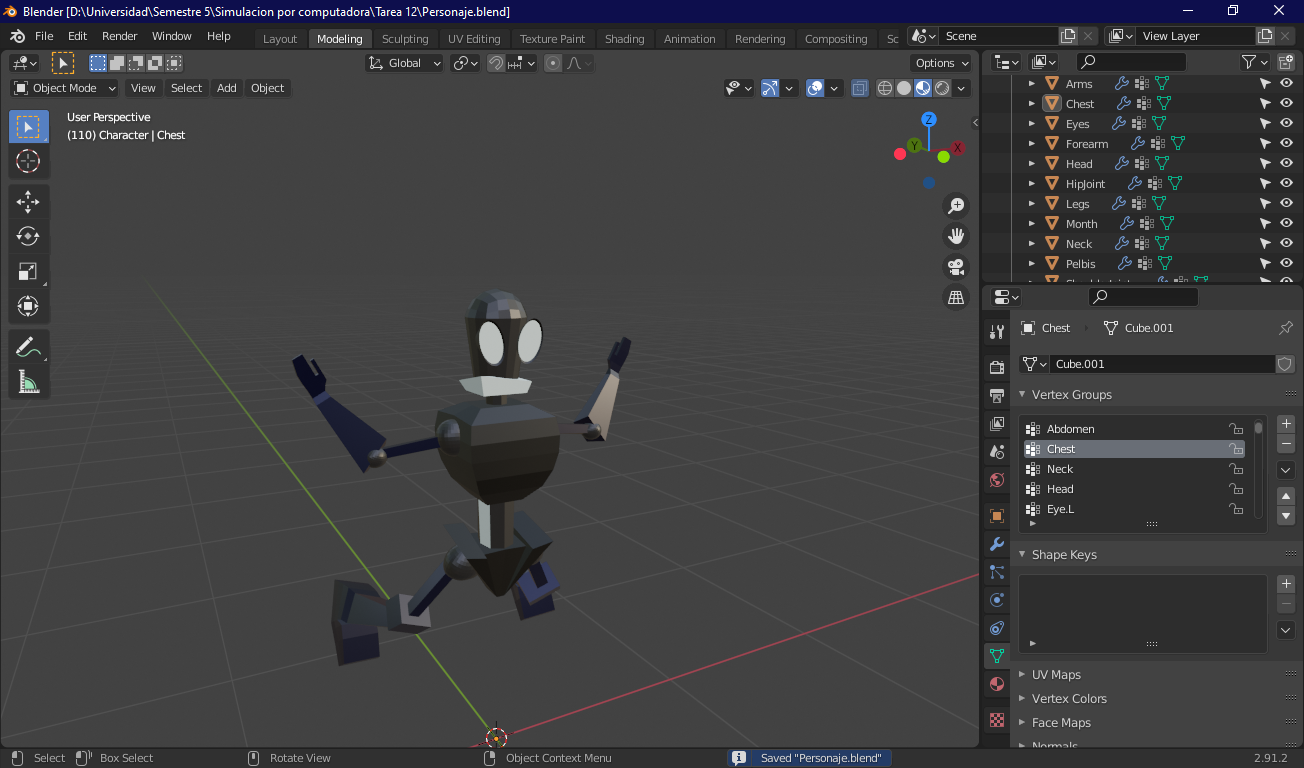 Blender [D:\Universidad\Semestre 5\Simulacion por computadora\Tarea 12\Personaje.blend]
File Edit Render Window Help
Layout Modeling Sculpting UV Editing Texture Paint Shading Animation Rendering Compositing Sc
Scene
View Layer
Global
Options
Object Mode View Select Add Object
User Perspective
(110) Character | Chest
Z
Y
X
Arms
Chest
Eyes
Forearm
Head
HipJoint
Legs
Month
Neck
Pelbis
Chest
Cube.001
Cube.001
Vertex Groups
Abdomen
Chest
Neck
Head
Eye.L
Shape Keys
UV Maps
Vertex Colors
Face Maps
Normals
Select
Box Select
Rotate View
Object Context Menu
Saved "Personaje.blend"
2.91.2